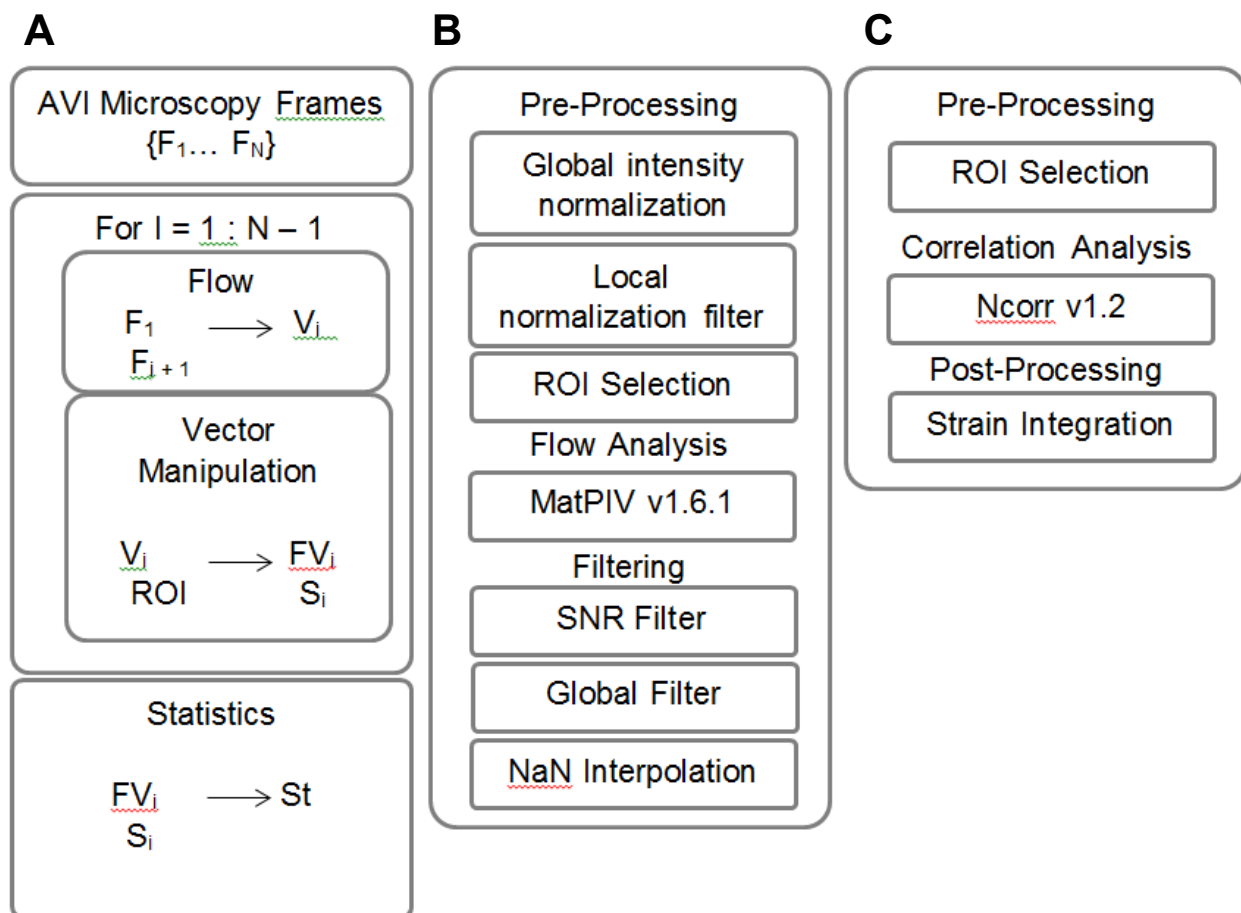 A
AVI Microscopy Frames
{F₁… F_N}
For I = 1 : N – 1
Flow
F₁ ⟶ Vᵢ
Fᵢ ₊ ₁
Vector
Manipulation
Vᵢ ⟶ FVᵢ
ROI Sᵢ
Statistics
FVᵢ ⟶ St
Sᵢ
B
Pre-Processing
Global intensity
normalization
Local
normalization filter
ROI Selection
Flow Analysis
MatPIV v1.6.1
Filtering
SNR Filter
Global Filter
NaN Interpolation
C
Pre-Processing
ROI Selection
Correlation Analysis
Ncorr v1.2
Post-Processing
Strain Integration